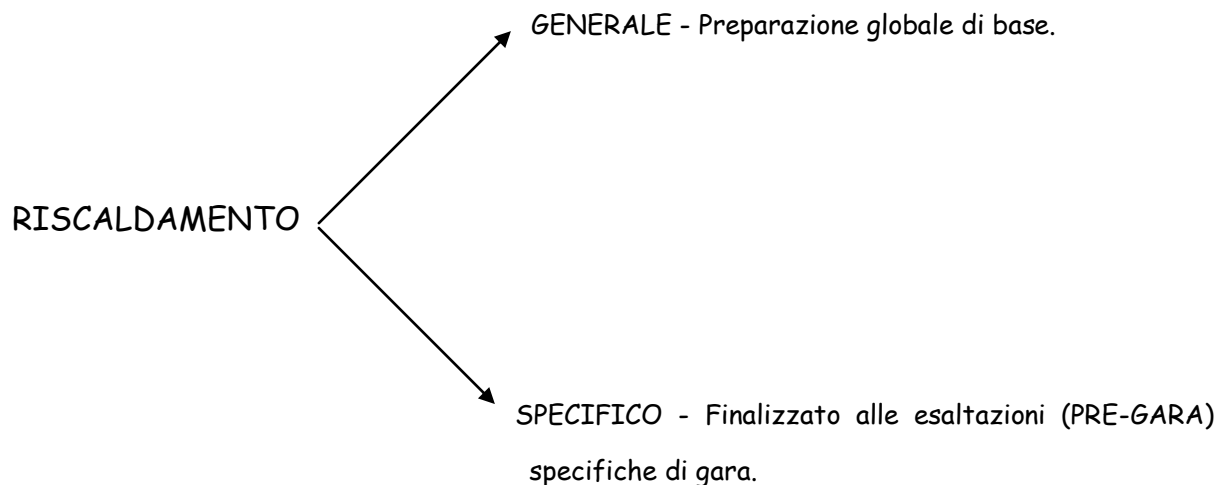 GENERALE - Preparazione globale di base.
RISCALDAMENTO
SPECIFICO - Finalizzato alle esaltazioni (PRE-GARA)
specifiche di gara.